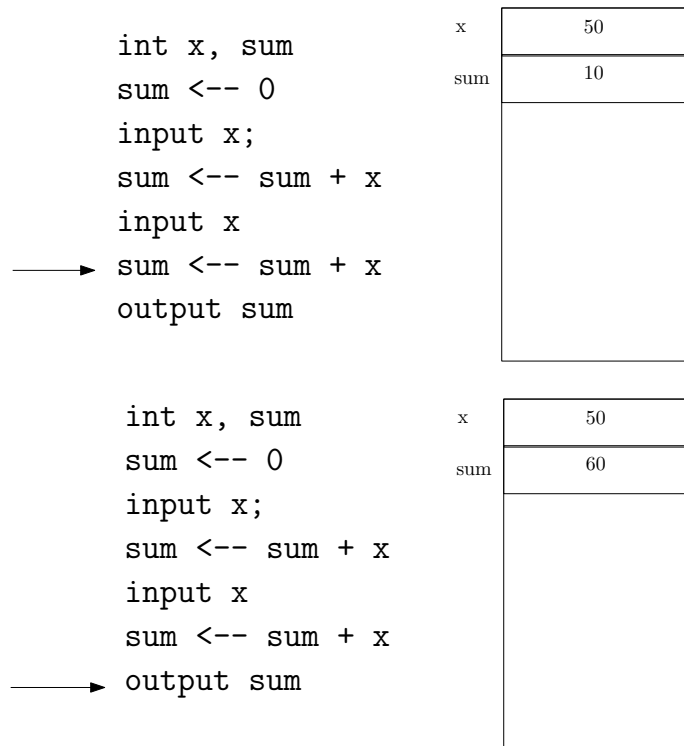 int x, sum
sum <-- 0
input x;
sum <-- sum + x
input x
sum <-- sum + x
output sum
x 50
sum 10
int x, sum
sum <-- 0
input x;
sum <-- sum + x
input x
sum <-- sum + x
output sum
x 50
sum 60